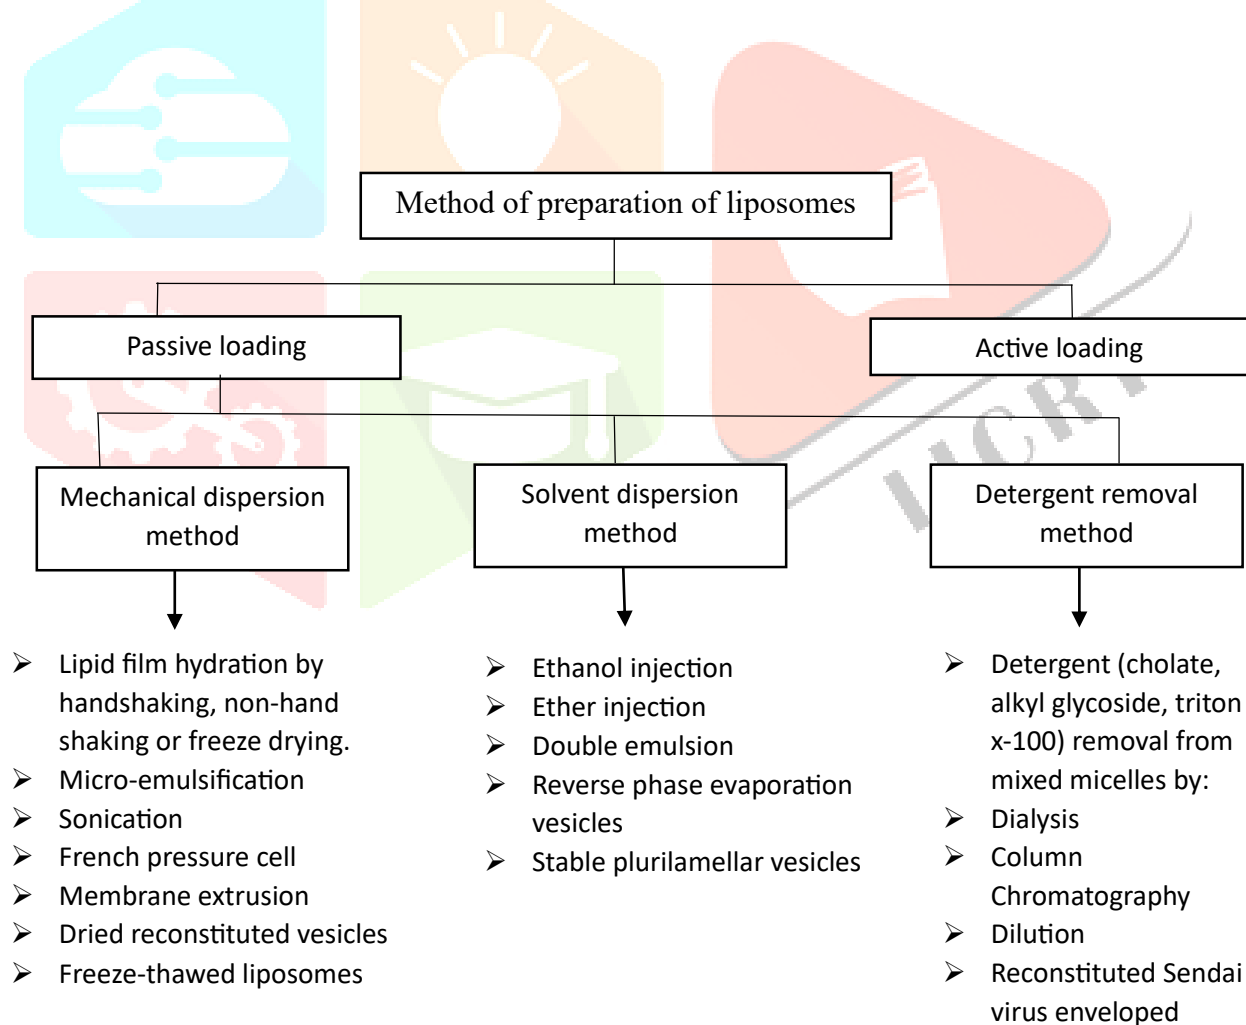 Method of preparation of liposomes
Passive loading
Active loading
Mechanical dispersion
method
Solvent dispersion
method
Detergent removal
method
➢ Lipid film hydration by
handshaking, non-hand
shaking or freeze drying.
➢ Micro-emulsification
➢ Sonication
➢ French pressure cell
➢ Membrane extrusion
➢ Dried reconstituted vesicles
➢ Freeze-thawed liposomes
➢ Ethanol injection
➢ Ether injection
➢ Double emulsion
➢ Reverse phase evaporation
vesicles
➢ Stable plurilamellar vesicles
➢ Detergent (cholate,
alkyl glycoside, triton
x-100) removal from
mixed micelles by:
➢ Dialysis
➢ Column
Chromatography
➢ Dilution
➢ Reconstituted Sendai
virus enveloped